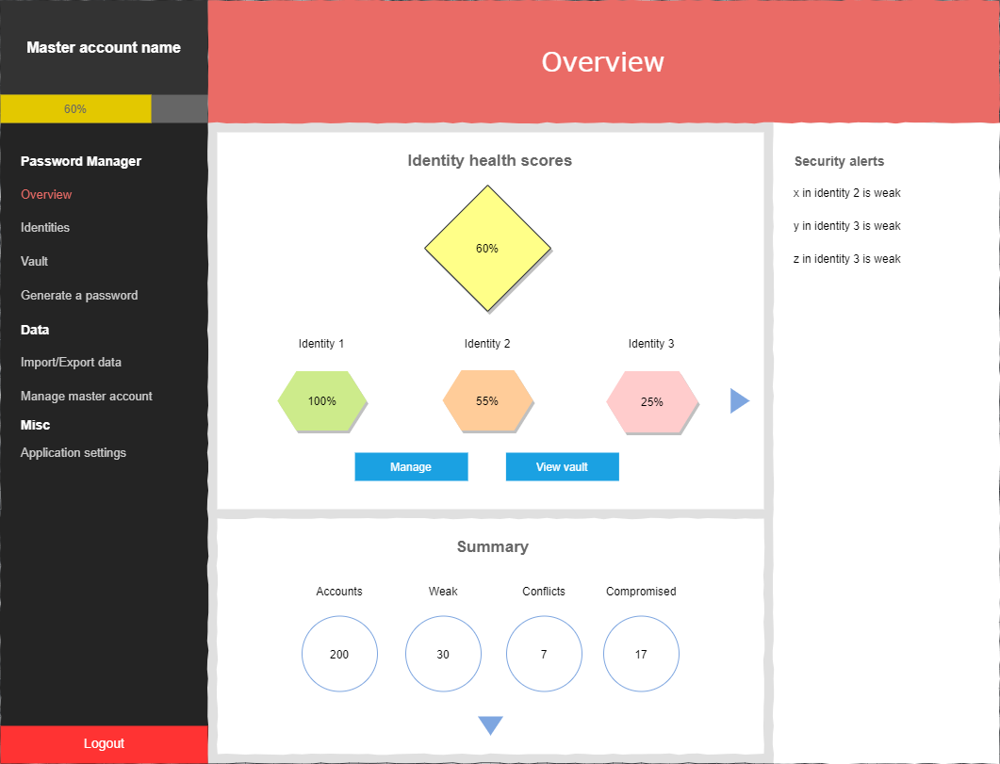 Master account name
60%
Password Manager
Overview
Identities
Vault
Generate a password
Data
Import/Export data
Manage master account
Misc
Application settings
Logout
Overview
Identity health scores
60%
Identity 1 Identity 2 Identity 3
100% 55% 25%
Manage View vault
Summary
Accounts Weak Conflicts Compromised
200 30 7 17
Security alerts
x in identity 2 is weak
y in identity 3 is weak
z in identity 3 is weak